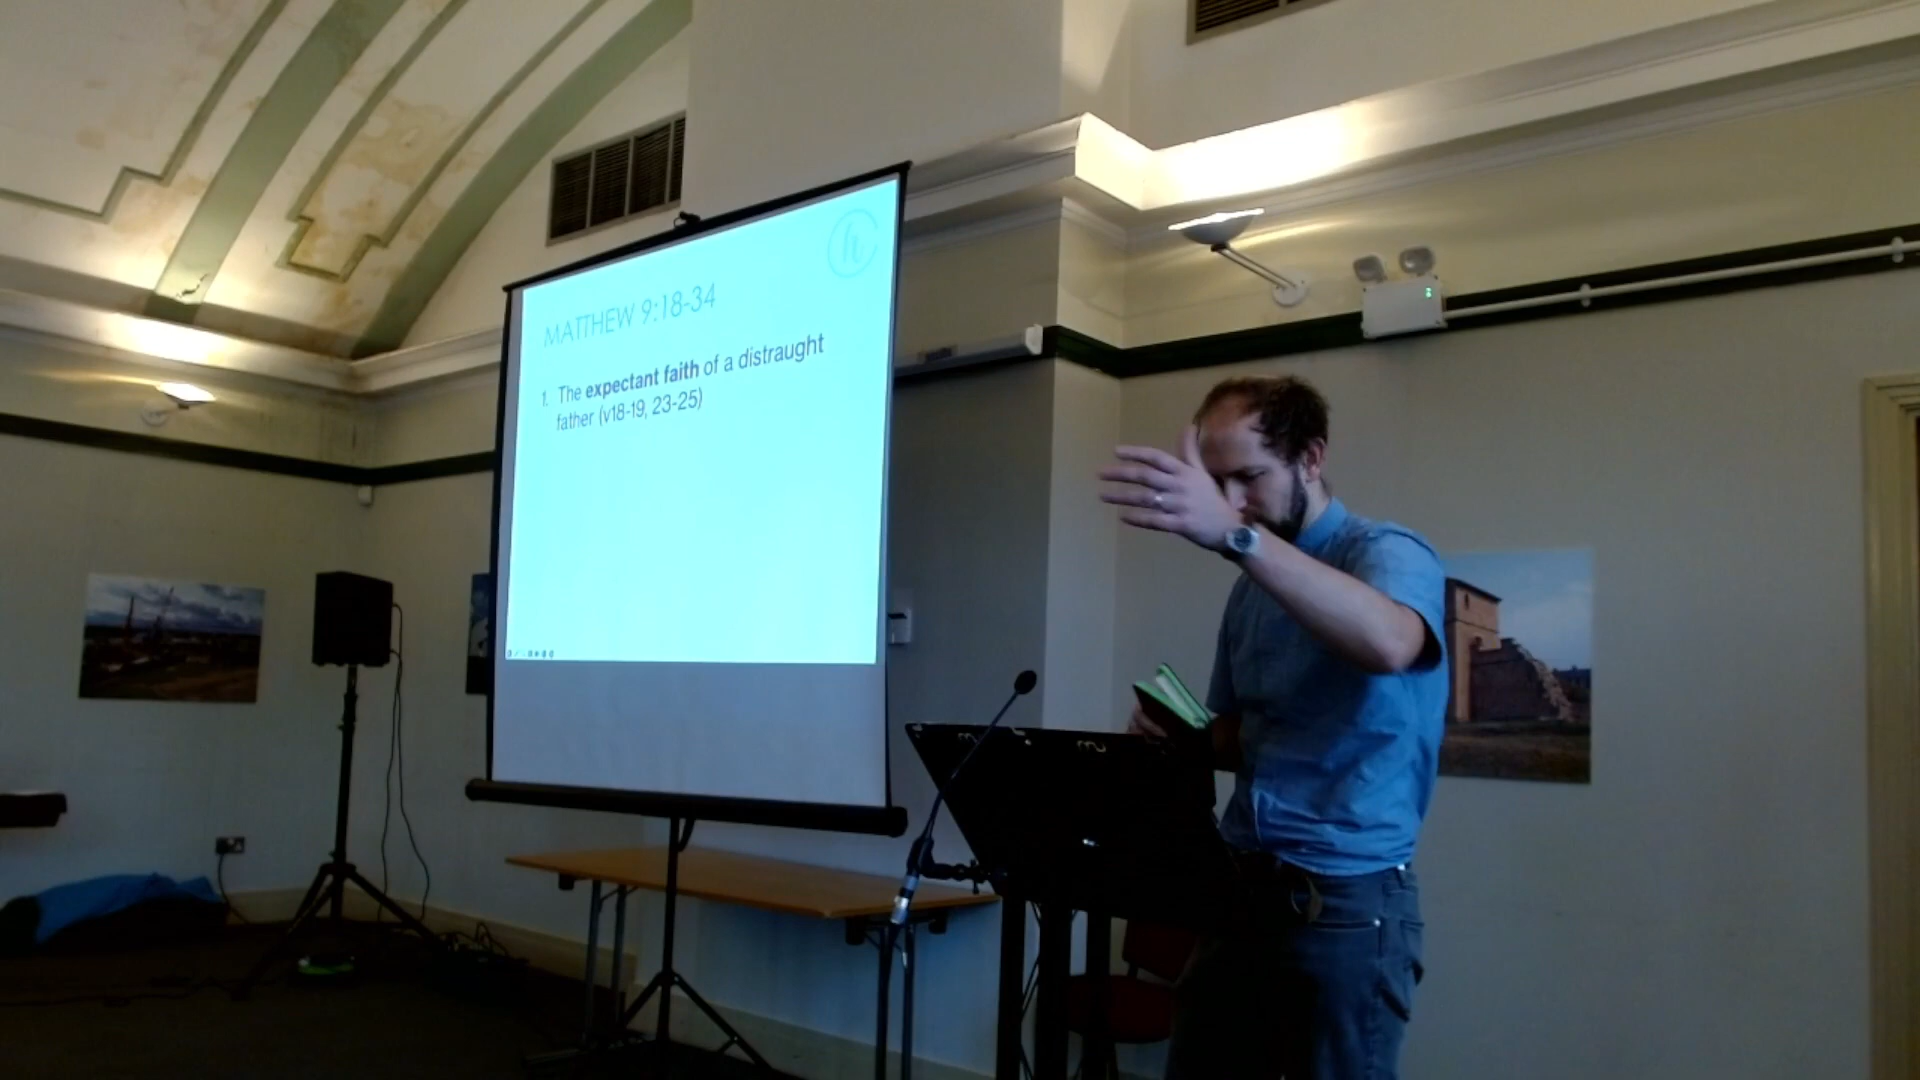 MATTHEW 9:18-34
1. The expectant faith of a distraught
father (v18-19, 23-25)